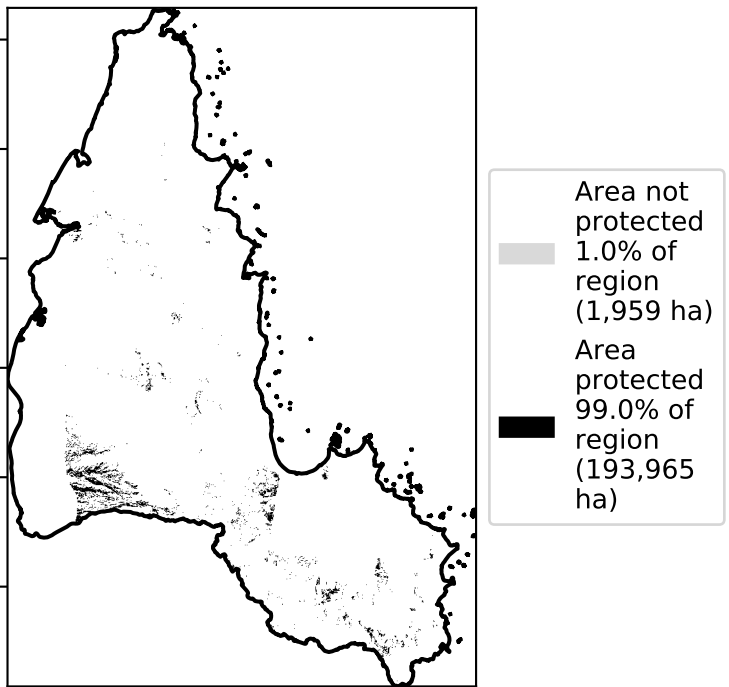 Area not
protected
1.0% of
region
(1,959 ha)
Area
protected
99.0% of
region
(193,965
ha)